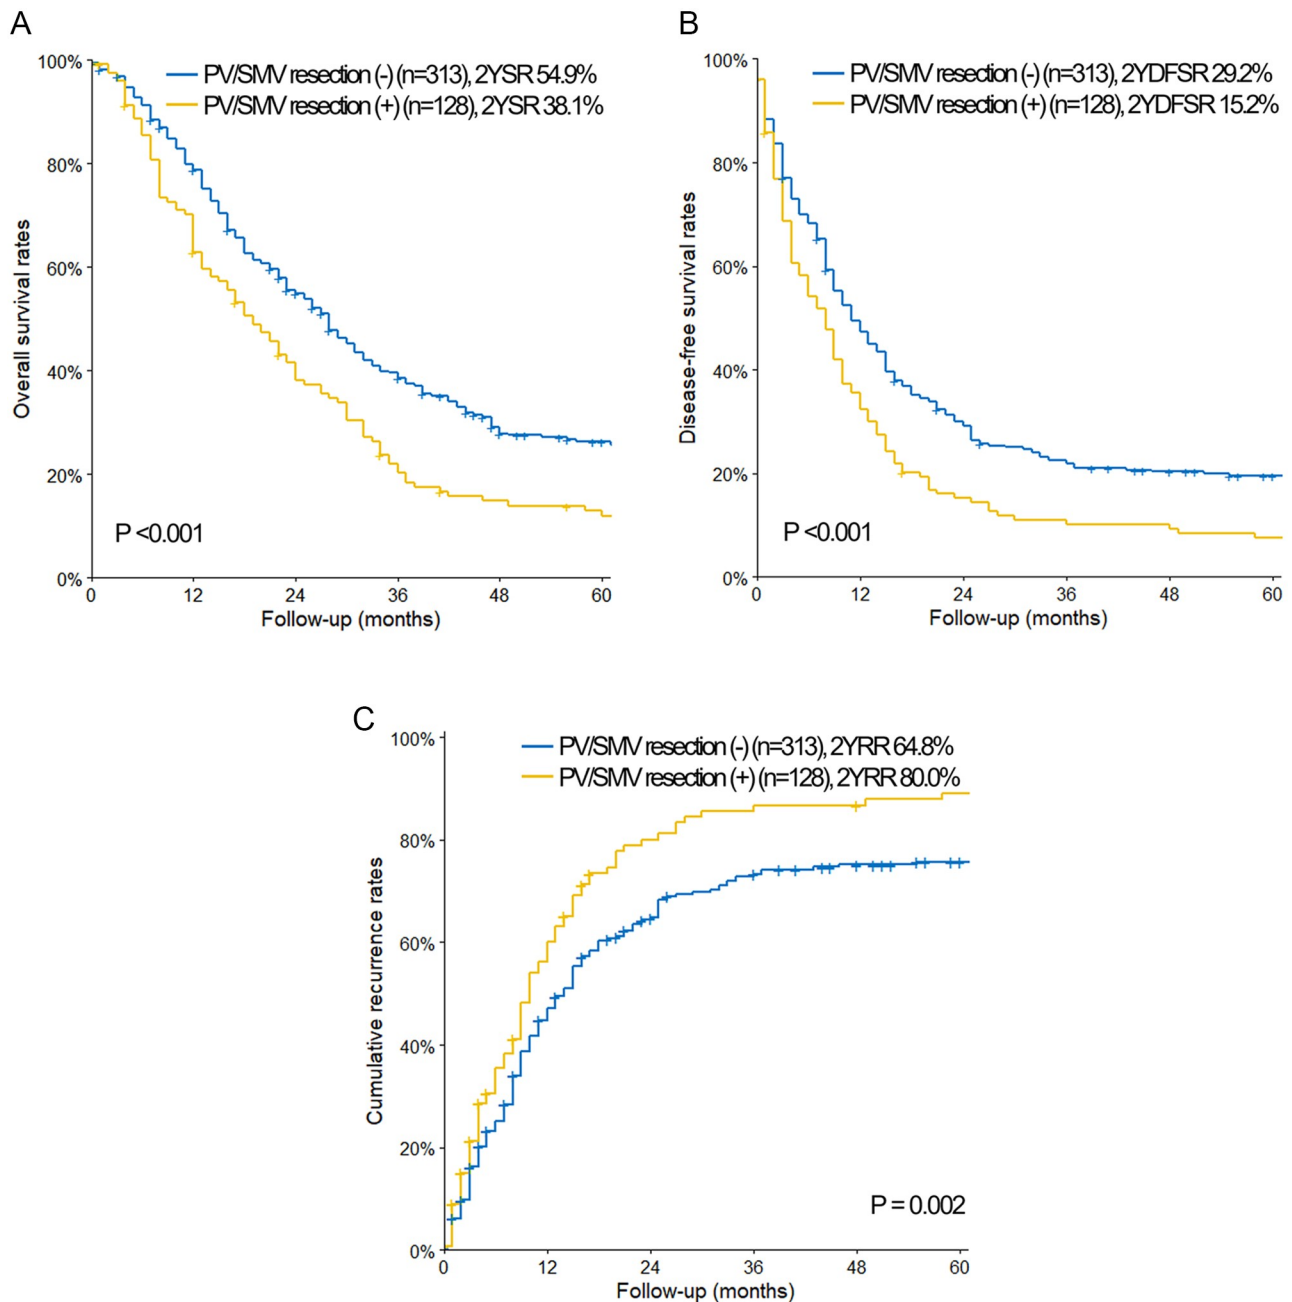 A
PV/SMV resection (-) (n=313), 2YSR 54.9%
PV/SMV resection (+) (n=128), 2YSR 38.1%
100%
80%
60%
40%
20%
0%
Overall survival rates
P <0.001
0 12 24 36 48 60
Follow-up (months)
B
PV/SMV resection (-) (n=313), 2YDFSR 29.2%
PV/SMV resection (+) (n=128), 2YDFSR 15.2%
100%
80%
60%
40%
20%
0%
Disease-free survival rates
P <0.001
0 12 24 36 48 60
Follow-up (months)
C
PV/SMV resection (-) (n=313), 2YRR 64.8%
PV/SMV resection (+) (n=128), 2YRR 80.0%
100%
80%
60%
40%
20%
0%
Cumulative recurrence rates
P = 0.002
0 12 24 36 48 60
Follow-up (months)